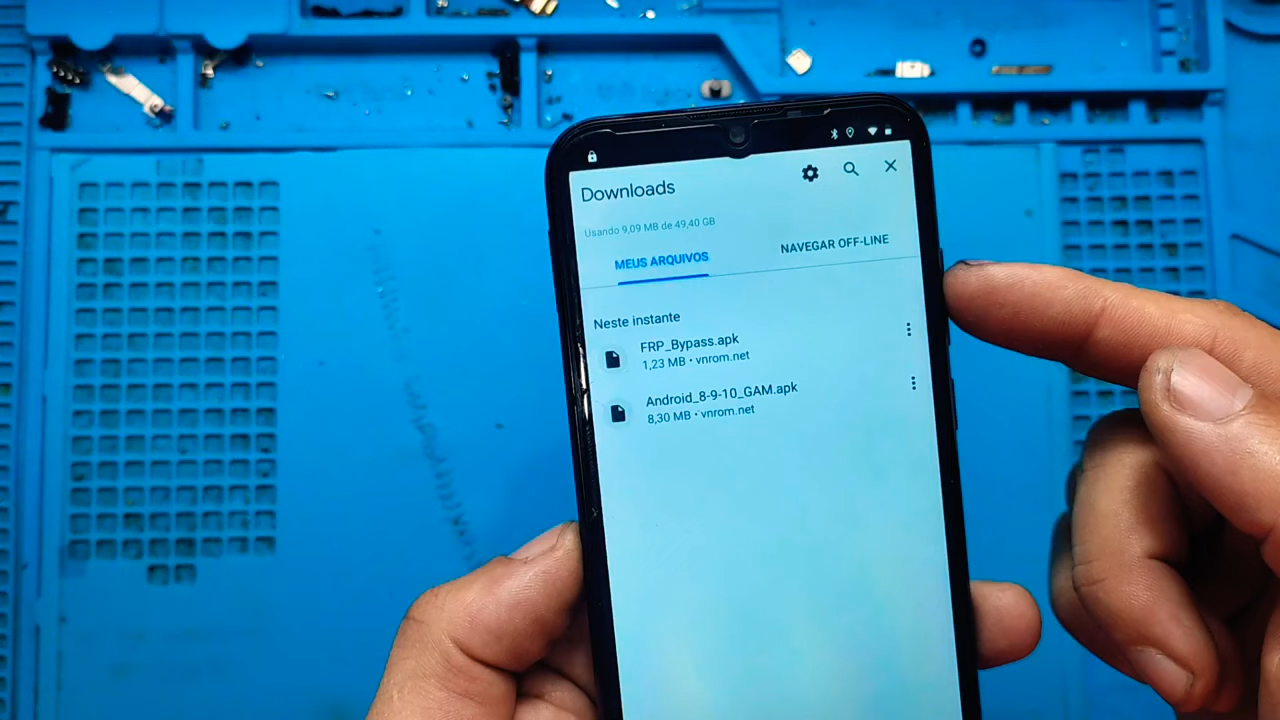 Downloads
Usando 9,09 MB de 49,40 GB
MEUS ARQUIVOS
NAVEGAR OFF-LINE
Neste instante
FRP_Bypass.apk
1,23 MB • vnrom.net
Android_8-9-10_GAM.apk
8,30 MB • vnrom.net